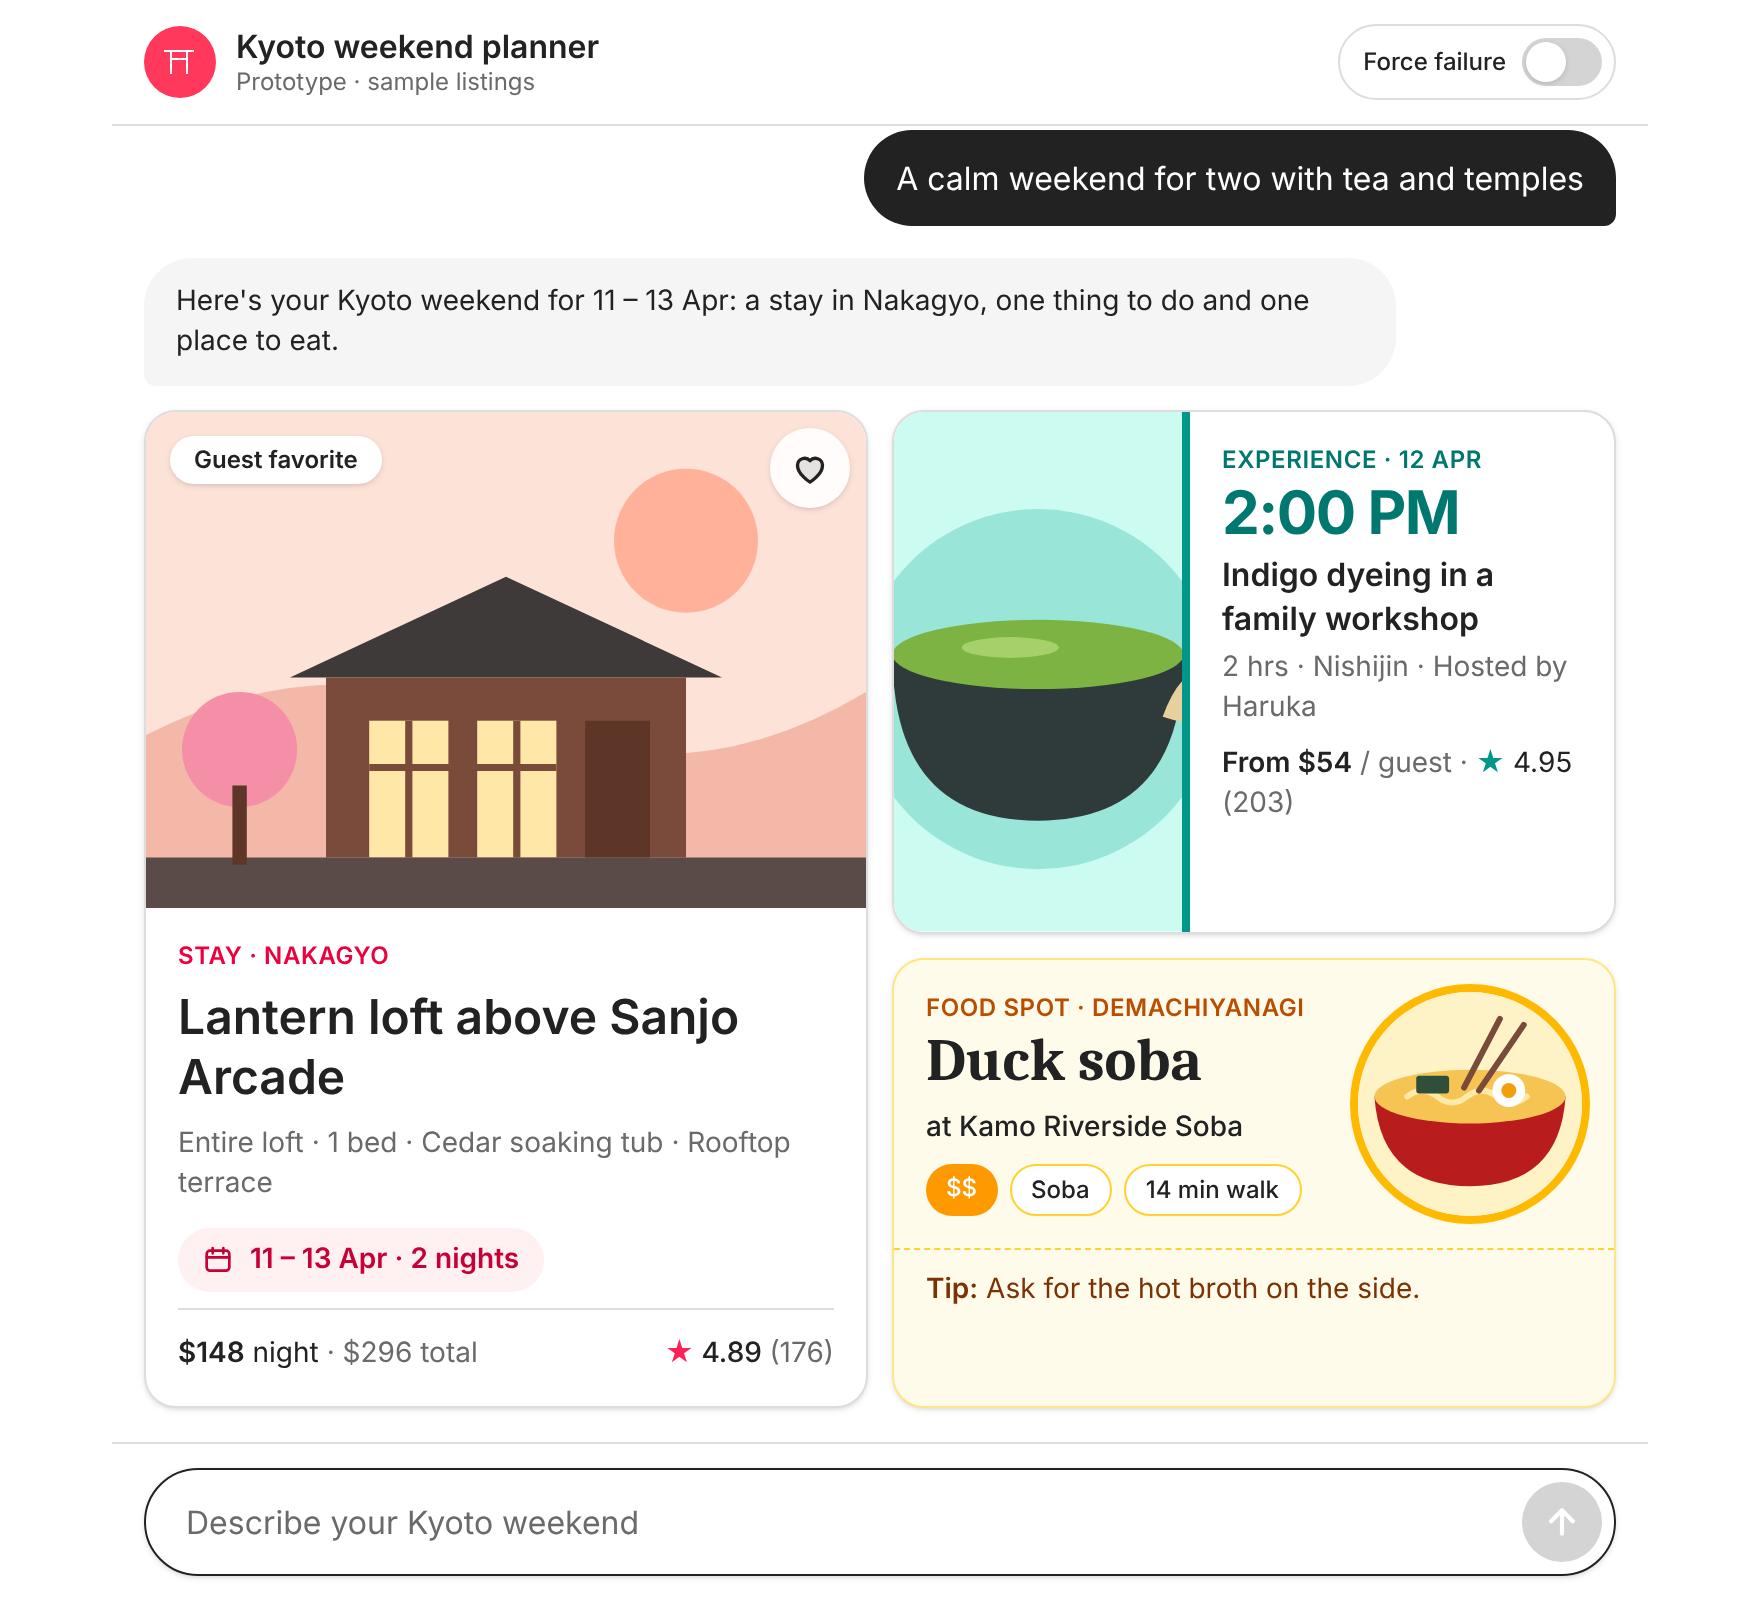 Kyoto weekend planner
Prototype · sample listings
Force failure
A calm weekend for two with tea and temples
Here's your Kyoto weekend for 11 – 13 Apr: a stay in Nakagyo, one thing to do and one
place to eat.
Guest favorite
STAY · NAKAGYO
Lantern loft above Sanjo
Arcade
Entire loft · 1 bed · Cedar soaking tub · Rooftop
terrace
11 – 13 Apr · 2 nights
$148 night · $296 total
★ 4.89 (176)
EXPERIENCE · 12 APR
2:00 PM
Indigo dyeing in a
family workshop
2 hrs · Nishijin · Hosted by
Haruka
From $54 / guest · ★ 4.95
(203)
FOOD SPOT · DEMACHIYANAGI
Duck soba
at Kamo Riverside Soba
$$
Soba
14 min walk
Tip: Ask for the hot broth on the side.
Describe your Kyoto weekend